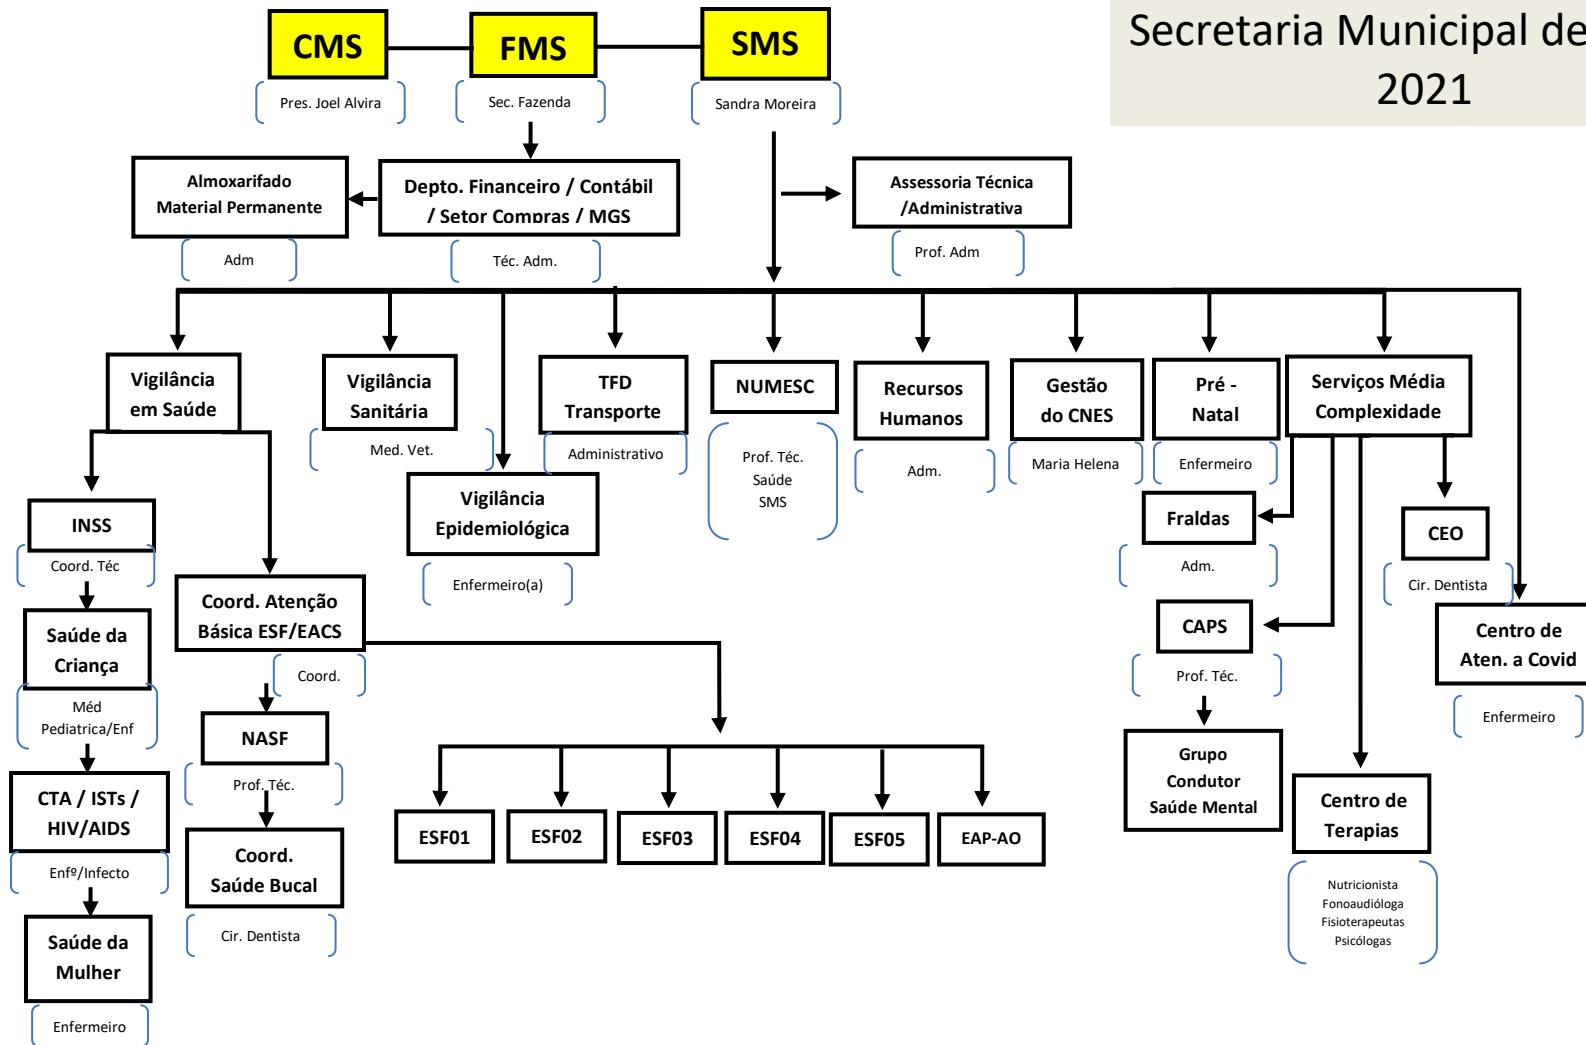 Secretaria Municipal de
2021
CMS
FMS
SMS
Pres. Joel Alvira
Sec. Fazenda
Sandra Moreira
Almoxarifado
Material Permanente
Adm
Depto. Financeiro / Contábil
/ Setor Compras / MGS
Téc. Adm.
Assessoria Técnica
/Administrativa
Prof. Adm
Vigilância
em Saúde
Vigilância
Sanitária
Med. Vet.
TFD
Transporte
Administrativo
NUMESC
Prof. Téc.
Saúde
SMS
Recursos
Humanos
Adm.
Gestão
do CNES
Maria Helena
Pré -
Natal
Enfermeiro
Serviços Média
Complexidade
Vigilância
Epidemiológica
Enfermeiro(a)
INSS
Coord. Téc
Saúde da
Criança
Méd
Pediatrica/Enf
CTA / ISTs /
HIV/AIDS
Enfº/Infecto
Saúde da
Mulher
Enfermeiro
Coord. Atenção
Básica ESF/EACS
Coord.
NASF
Prof. Téc.
Coord.
Saúde Bucal
Cir. Dentista
ESF01
ESF02
ESF03
ESF04
ESF05
EAP-AO
Fraldas
Adm.
CAPS
Prof. Téc.
Grupo
Condutor
Saúde Mental
CEO
Cir. Dentista
Centro de
Terapias
Nutricionista
Fonoaudióloga
Fisioterapeutas
Psicólogas
Centro de
Aten. a Covid
Enfermeiro